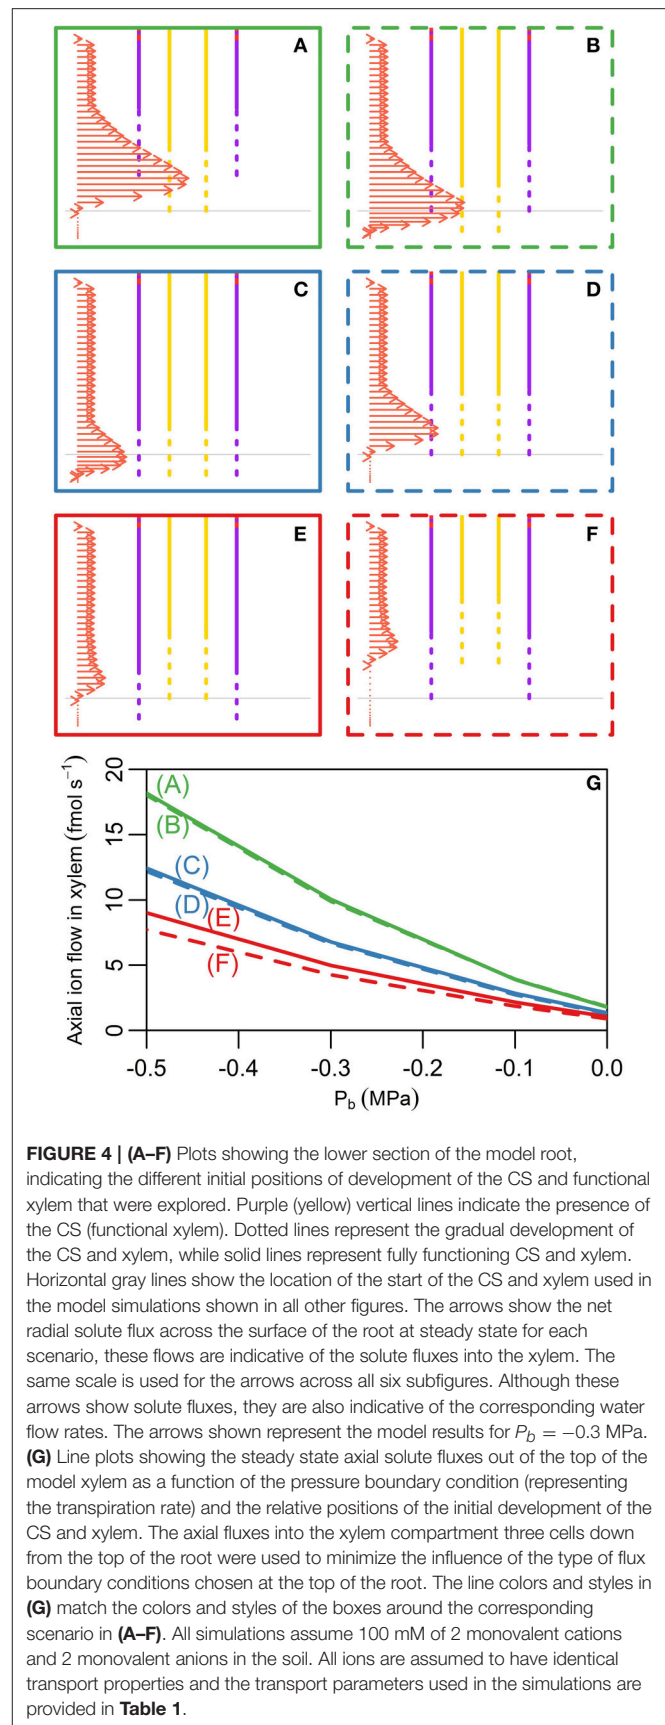 A
B
C
D
E
F
G
20
15
10
5
0
Axial ion flow in xylem (fmol s⁻¹)
(A)
(B)
(C)
(D)
(E)
(F)
-0.5 -0.4 -0.3 -0.2 -0.1 0.0
P_b (MPa)
FIGURE 4 | (A–F) Plots showing the lower section of the model root,
indicating the different initial positions of development of the CS and functional
xylem that were explored. Purple (yellow) vertical lines indicate the presence of
the CS (functional xylem). Dotted lines represent the gradual development of
the CS and xylem, while solid lines represent fully functioning CS and xylem.
Horizontal gray lines show the location of the start of the CS and xylem used in
the model simulations shown in all other figures. The arrows show the net
radial solute flux across the surface of the root at steady state for each
scenario, these flows are indicative of the solute fluxes into the xylem. The
same scale is used for the arrows across all six subfigures. Although these
arrows show solute fluxes, they are also indicative of the corresponding water
flow rates. The arrows shown represent the model results for P_b = −0.3 MPa.
(G) Line plots showing the steady state axial solute fluxes out of the top of the
model xylem as a function of the pressure boundary condition (representing
the transpiration rate) and the relative positions of the initial development of the
CS and xylem. The axial fluxes into the xylem compartment three cells down
from the top of the root were used to minimize the influence of the type of flux
boundary conditions chosen at the top of the root. The line colors and styles in
(G) match the colors and styles of the boxes around the corresponding
scenario in (A–F). All simulations assume 100 mM of 2 monovalent cations
and 2 monovalent anions in the soil. All ions are assumed to have identical
transport properties and the transport parameters used in the simulations are
provided in Table 1.